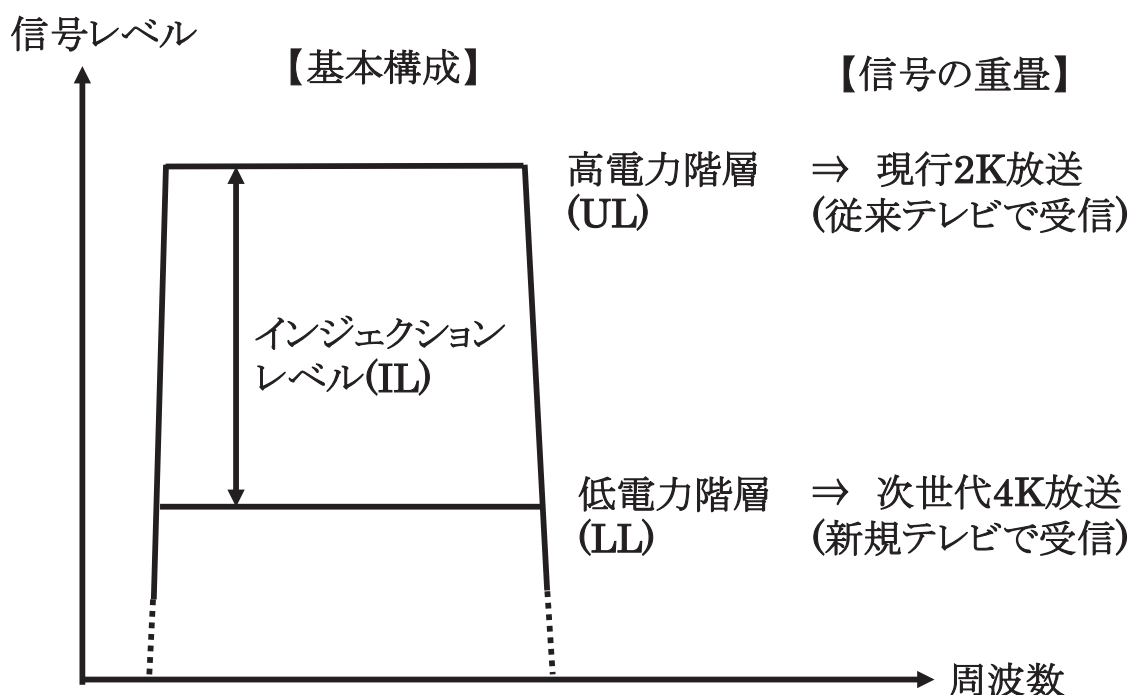 信号レベル
【基本構成】
【信号の重畳】
高電力階層
(UL)
⇒ 現行2K放送
(従来テレビで受信)
インジェクション
レベル(IL)
低電力階層
(LL)
⇒ 次世代4K放送
(新規テレビで受信)
周波数